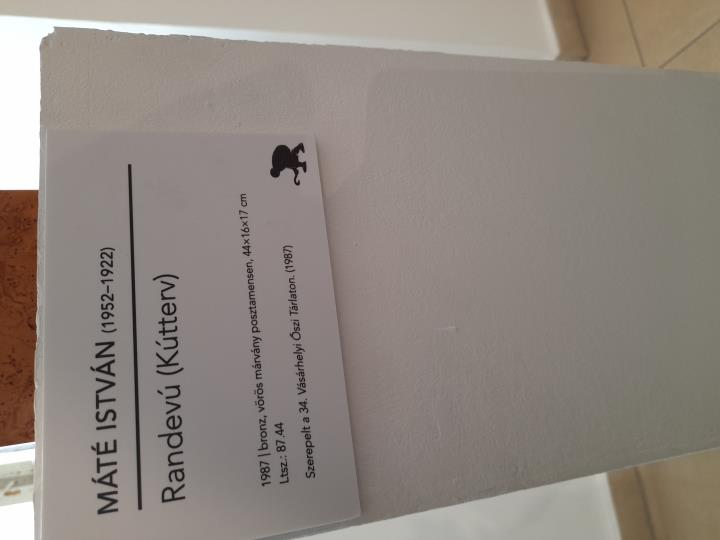 MÁTÉ ISTVÁN (1952–1922)
Randevú (Kútterv)
1987 | bronz, vörös márvány posztamensen, 44×16×17 cm
Ltsz.: 87.44
Szerepelt a 34. Vásárhelyi Őszi Tárlaton. (1987)